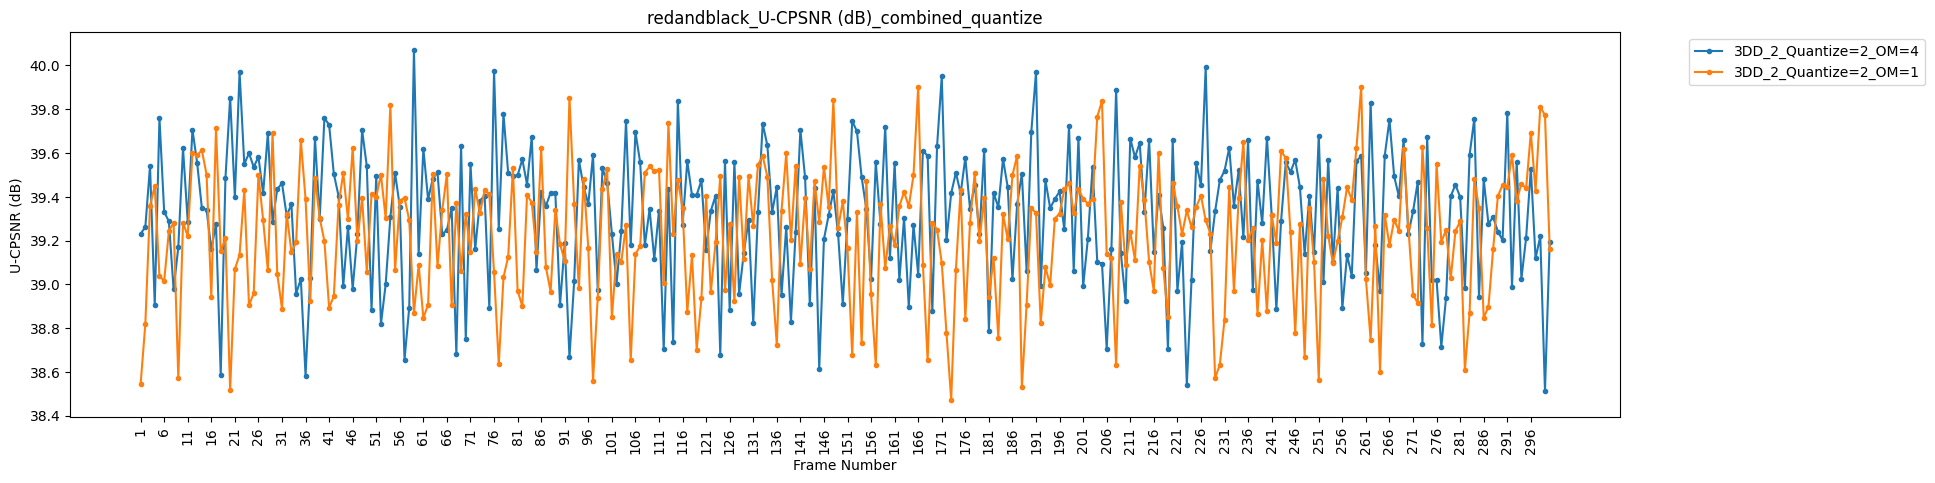 redandblack_U-CPSNR (dB)_combined_quantize
3DD_2_Quantize=2_OM=4
3DD_2_Quantize=2_OM=1
U-CPSNR (dB)
40.0
39.8
39.6
39.4
39.2
39.0
38.8
38.6
38.4
1 6 11 16 21 26 31 36 41 46 51 56 61 66 71 76 81 86 91 96 101 106 111 116 121 126 131 136 141 146 151 156 161 166 171 176 181 186 191 196 201 206 211 216 221 226 231 236 241 246 251 256 261 266 271 276 281 286 291 296
Frame Number